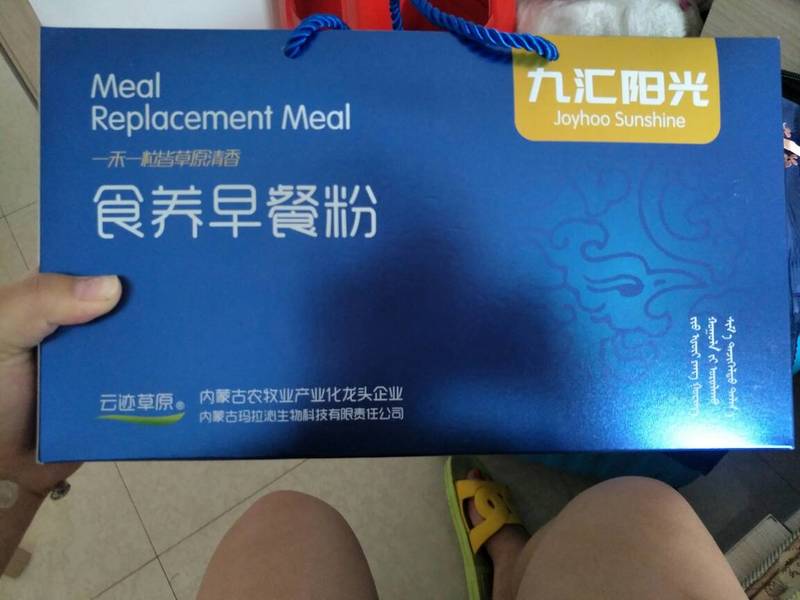 Meal
Replacement Meal
一禾一粒皆草原清香
食养早餐粉
九汇阳光
Joyhoo Sunshine
云迹草原®
内蒙古农牧业产业化龙头企业
内蒙古玛拉沁生物科技有限责任公司